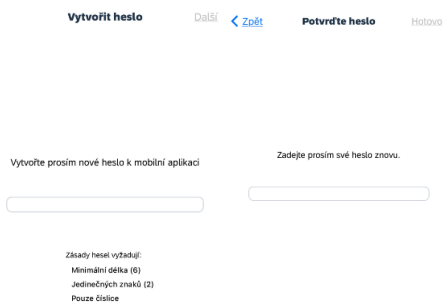 Vytvořit heslo
Další
Vytvořte prosím nové heslo k mobilní aplikaci
Zásady hesel vyžadují:
Minimální délka (6)
Jedinečných znaků (2)
Pouze číslice
Zpět
Potvrďte heslo
Hotovo
Zadejte prosím své heslo znovu.